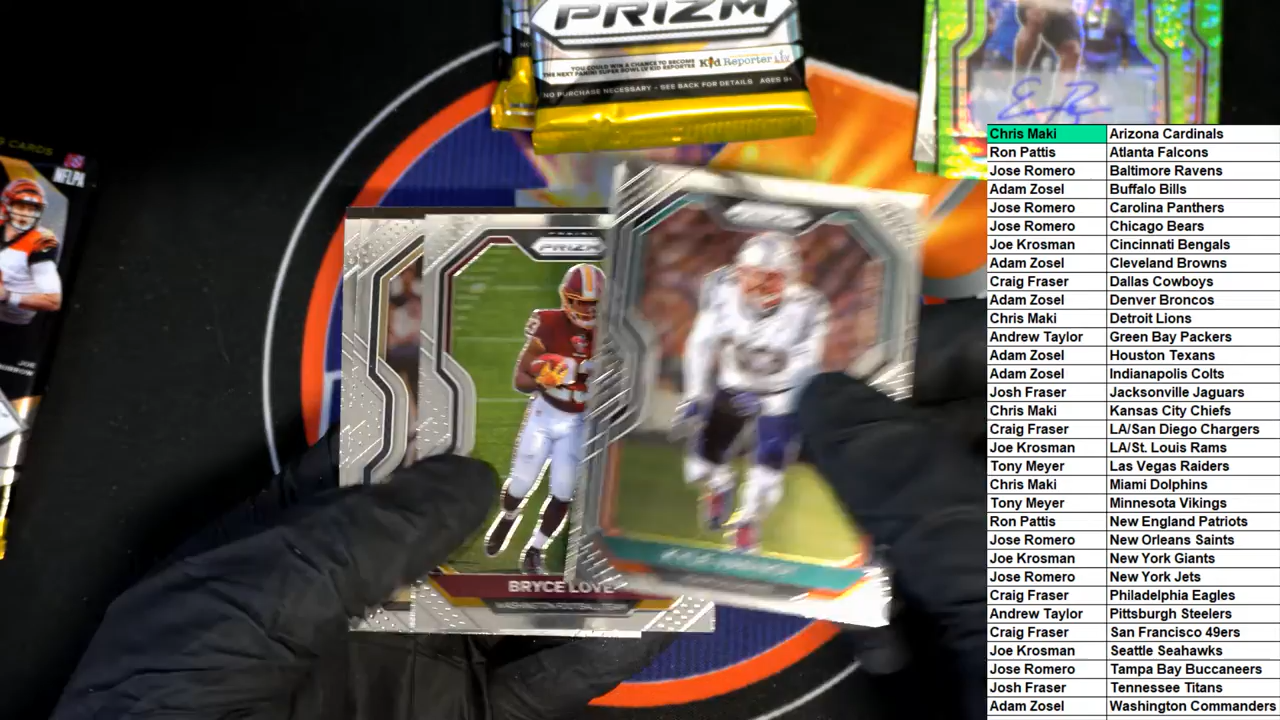 PRIZM
YOU COULD WIN A CHANCE TO BECOME
THE NEXT PANINI SUPER BOWL LV KID REPORTER
Kid Reporter
NO PURCHASE NECESSARY - SEE BACK FOR DETAILS AGES 9+
CARDS
NFLPA
PRIZM
BRYCE LOVE
WASHINGTON FOOTBALL TEAM
Chris Maki Arizona Cardinals
Ron Pattis Atlanta Falcons
Jose Romero Baltimore Ravens
Adam Zosel Buffalo Bills
Jose Romero Carolina Panthers
Jose Romero Chicago Bears
Joe Krosman Cincinnati Bengals
Adam Zosel Cleveland Browns
Craig Fraser Dallas Cowboys
Adam Zosel Denver Broncos
Chris Maki Detroit Lions
Andrew Taylor Green Bay Packers
Adam Zosel Houston Texans
Adam Zosel Indianapolis Colts
Josh Fraser Jacksonville Jaguars
Chris Maki Kansas City Chiefs
Craig Fraser LA/San Diego Chargers
Joe Krosman LA/St. Louis Rams
Tony Meyer Las Vegas Raiders
Chris Maki Miami Dolphins
Tony Meyer Minnesota Vikings
Ron Pattis New England Patriots
Jose Romero New Orleans Saints
Joe Krosman New York Giants
Jose Romero New York Jets
Craig Fraser Philadelphia Eagles
Andrew Taylor Pittsburgh Steelers
Craig Fraser San Francisco 49ers
Joe Krosman Seattle Seahawks
Jose Romero Tampa Bay Buccaneers
Josh Fraser Tennessee Titans
Adam Zosel Washington Commanders